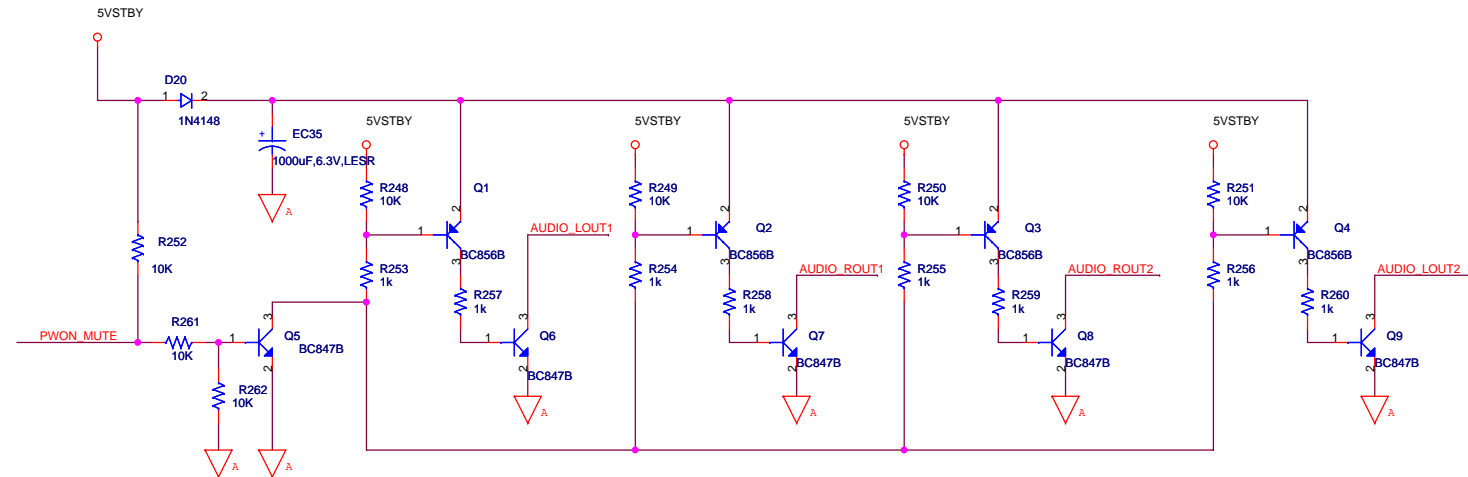 5VSTBY
D20
1 2
1N4148
+ EC35
1000uF,6.3V,LESR
A
5VSTBY
R248
10K
Q1
2
1
BC856B
3
R253
1k
R257
1k
AUDIO_LOUT1
3
1
Q6
BC847B
2
A
5VSTBY
R249
10K
2
1
Q2
BC856B
3
R254
1k
R258
1k
AUDIO_ROUT1
3
1
Q7
BC847B
2
A
5VSTBY
R250
10K
2
1
Q3
BC856B
3
R255
1k
R259
1k
AUDIO_ROUT2
3
1
Q8
BC847B
2
A
5VSTBY
R251
10K
2
1
Q4
BC856B
3
R256
1k
R260
1k
AUDIO_LOUT2
3
1
Q9
BC847B
2
A
R252
10K
PWON_MUTE
R261
10K
3
1
Q5
BC847B
2
R262
10K
A
A